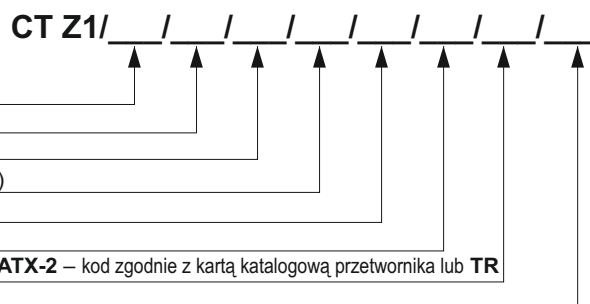 CT Z1/___/___/___/___/___/___/___/___
)
ATX-2 – kod zgodnie z kartą katalogową przetwornika lub TR